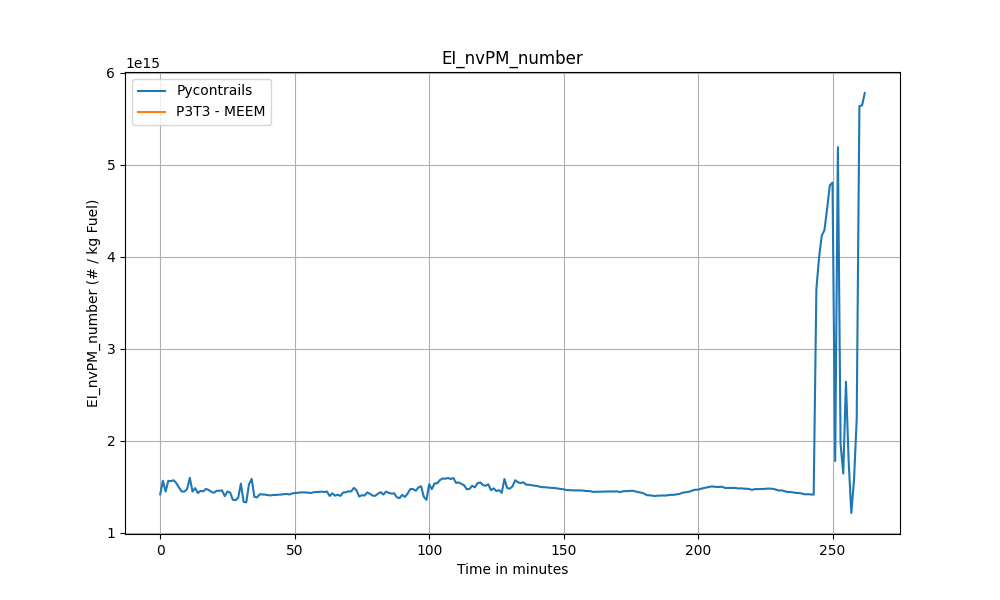 EI_nvPM_number
1e15
Pycontrails
P3T3 - MEEM
6
5
4
3
2
1
EI_nvPM_number (# / kg Fuel)
0 50 100 150 200 250
Time in minutes